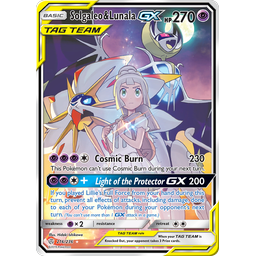 BASIC Solgaleo & Lunala GX HP 270
TAG TEAM
Cosmic Burn 230
This Pokémon can't use Cosmic Burn during your next turn.
+ Light of the Protector GX 200
If you played Lillie's Full Force from your hand during this
turn, prevent all effects of attacks, including damage, done to
each of your Pokémon during your opponent's
next turn. (You can't use more than 1 GX attack in a game.)
weakness ×2
resistance
retreat
TAG TEAM rule
When your TAG TEAM is
Knocked Out, your opponent takes 3 Prize cards.